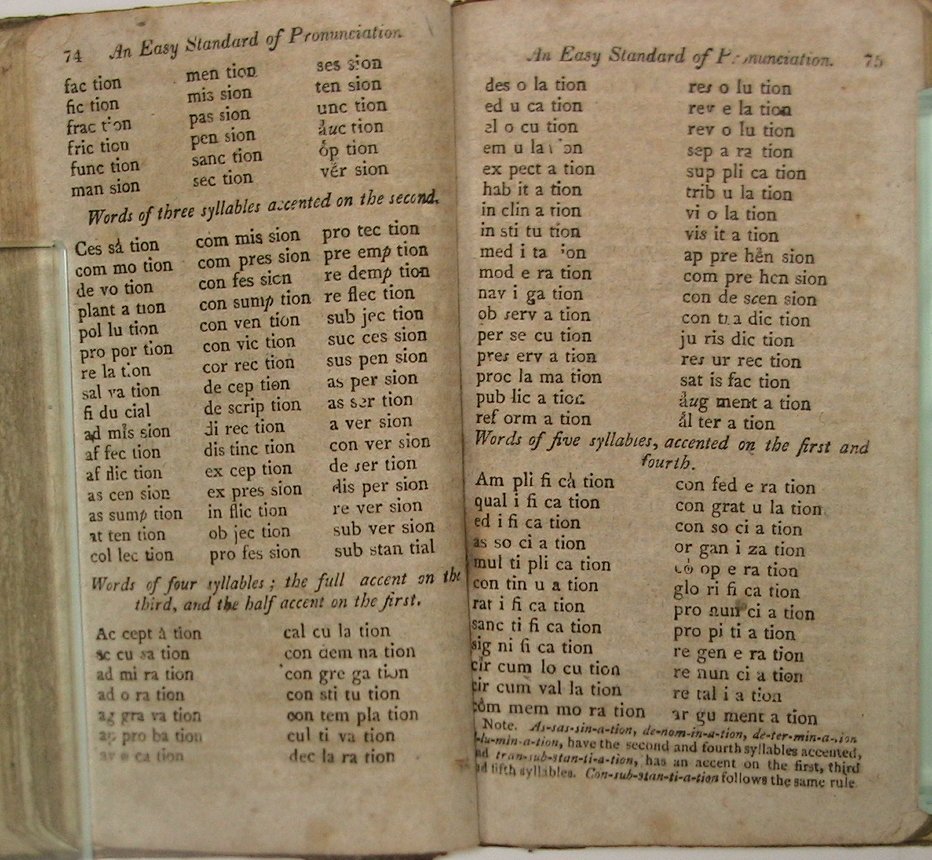 74 An Easy Standard of Pronunciation.
fac tion men tion ses sion
fic tion mis sion ten sion
frac tion pas sion unc tion
fric tion pen sion åuc tion
func tion sanc tion óp tion
man sion sec tion vér sion
Words of three syllables accented on the second.
Ces sà tion com mis sion pro tec tion
com mo tion com pres sion pre emp tion
de vo tion con fes sion re demp tion
plant a tion con sump tion re flec tion
pol lu tion con ven tion sub jec tion
pro por tion con vic tion suc ces sion
re la tion cor rec tion sus pen sion
sal va tion de cep tion as per sion
fi du cial de scrip tion as ser tion
ad mis sion di rec tion a ver sion
af fec tion dis tinc tion con ver sion
af flic tion ex cep tion de ser tion
as cen sion ex pres sion dis per sion
as sump tion in flic tion re ver sion
at ten tion ob jec tion sub ver sion
col lec tion pro fes sion sub stan tial
Words of four syllables; the full accent on the
third, and the half accent on the first.
Ac cept à tion cal cu la tion
ac cu sa tion con dem na tion
ad mi ra tion con gre ga tion
ad o ra tion con sti tu tion
ag gra va tion con tem pla tion
ap pro ba tion cul ti va tion
av o ca tion dec la ra tion
An Easy Standard of Pronunciation. 75
des o la tion res o lu tion
ed u ca tion rev e la tion
el o cu tion rev o lu tion
em u la tion sep a ra tion
ex pect a tion sup pli ca tion
hab it a tion trib u la tion
in clin a tion vi o la tion
in sti tu tion vis it a tion
med i ta tion ap pre hen sion
mod e ra tion com pre hen sion
nav i ga tion con de scen sion
ob serv a tion con tra dic tion
per se cu tion ju ris dic tion
pres erv a tion res ur rec tion
proc la ma tion sat is fac tion
pub lic a tion åug ment a tion
ref orm a tion ål ter a tion
Words of five syllables, accented on the first and
fourth.
Am pli fi cà tion con fed e ra tion
qual i fi ca tion con grat u la tion
ed i fi ca tion con so ci a tion
as so ci a tion or gan i za tion
mul ti pli ca tion co op e ra tion
con tin u a tion glo ri fi ca tion
rat i fi ca tion pro nun ci a tion
sanc ti fi ca tion pro pi ti a tion
sig ni fi ca tion re gen e ra tion
cir cum lo cu tion re nun ci a tion
cir cum val la tion re tal i a tion
com mem mo ra tion ar gu ment a tion
Note. As-sas-sin-a-tion, de-nom-in-a-tion, de-ter-min-a-tion
il-lu-min-a-tion, have the second and fourth syllables accented,
and tran-sub-stan-ti-a-tion, has an accent on the first, third
and fifth syllables. Con-sub-stan-ti-a-tion follows the same rule.